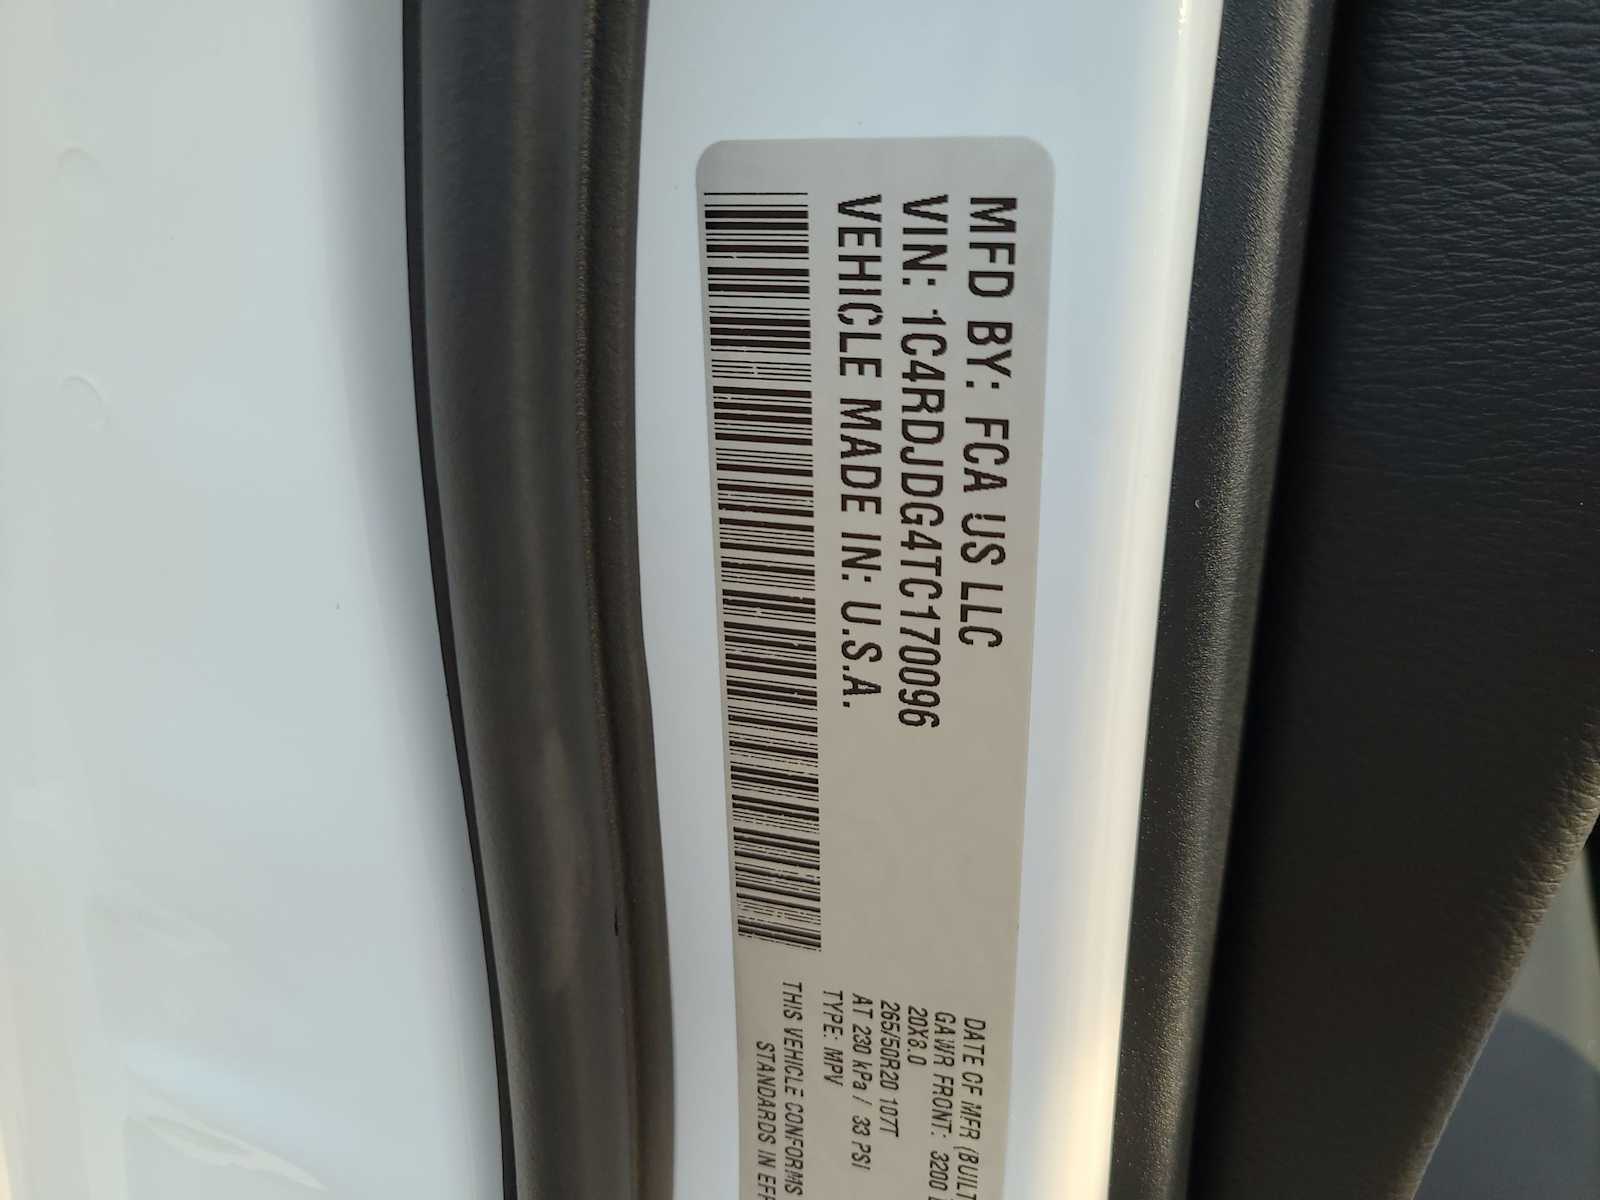 MFD BY: FCA US LLC
VIN: 1C4RDJDG4TC170096
VEHICLE MADE IN: U.S.A.
DATE OF MFR (BUILT
GAWR FRONT: 3200
20X8.0
265/50R20 107T
AT 230 kPa / 33 PSI
TYPE: MPV
THIS VEHICLE CONFORMS
STANDARDS IN